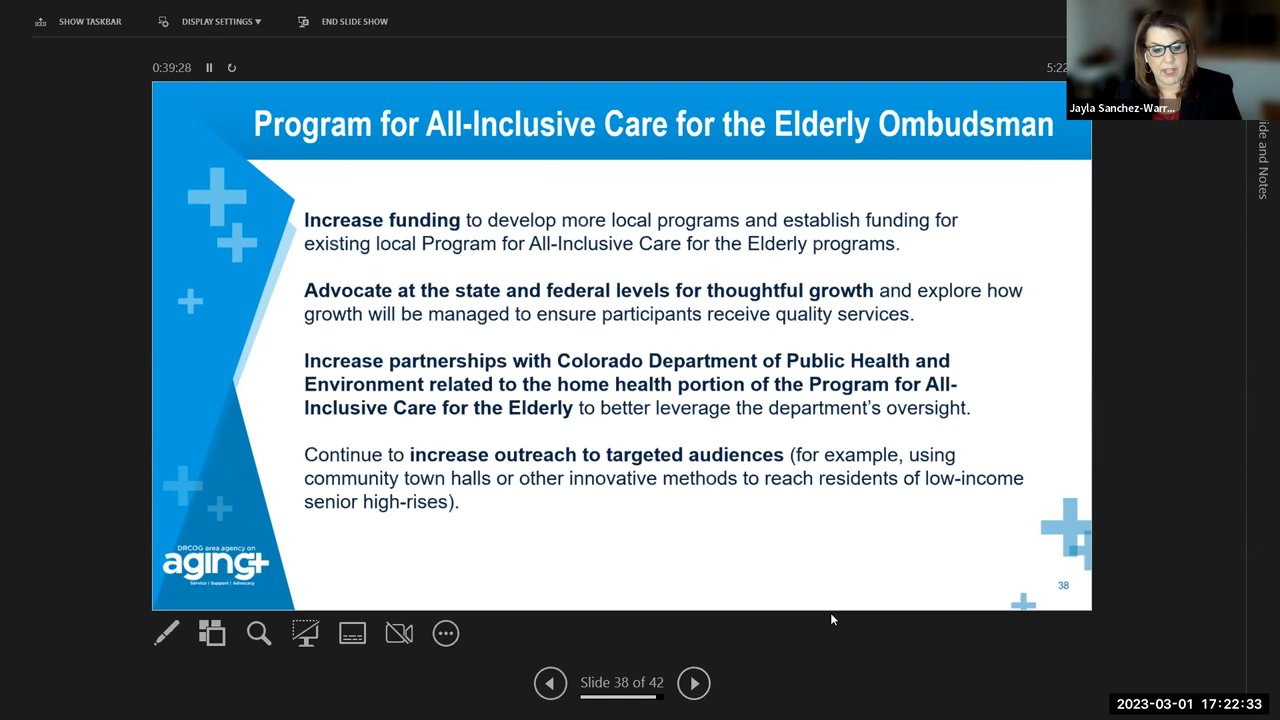 SHOW TASKBAR
DISPLAY SETTINGS
END SLIDE SHOW
0:39:28
5:22
Jayla Sanchez-Warr...
Program for All-Inclusive Care for the Elderly Ombudsman
Increase funding to develop more local programs and establish funding for
existing local Program for All-Inclusive Care for the Elderly programs.
Advocate at the state and federal levels for thoughtful growth and explore how
growth will be managed to ensure participants receive quality services.
Increase partnerships with Colorado Department of Public Health and
Environment related to the home health portion of the Program for All-
Inclusive Care for the Elderly to better leverage the department’s oversight.
Continue to increase outreach to targeted audiences (for example, using
community town halls or other innovative methods to reach residents of low-income
senior high-rises).
DRCOG area agency on
aging+
Service | Support | Advocacy
38
and Notes
Slide 38 of 42
2023-03-01 17:22:33